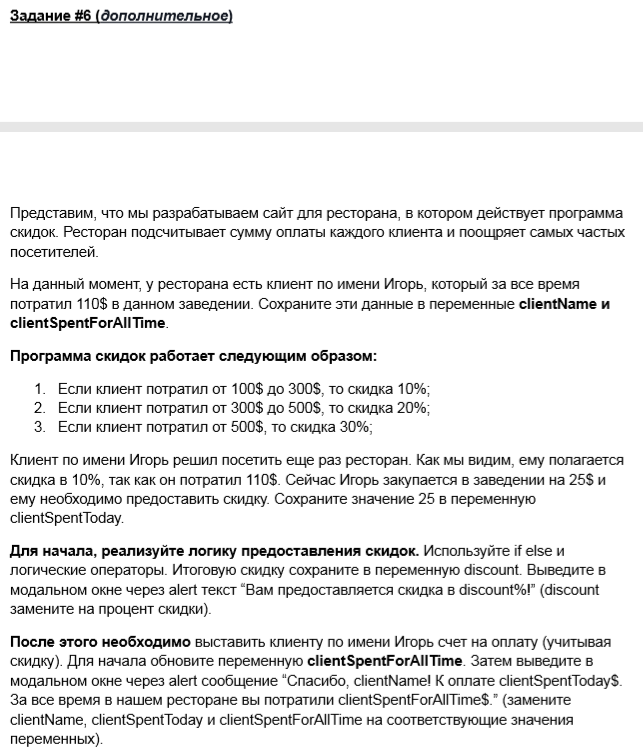 Задание #6 (дополнительное)
Представим, что мы разрабатываем сайт для ресторана, в котором действует программа
скидок. Ресторан подсчитывает сумму оплаты каждого клиента и поощряет самых частых
посетителей.
На данный момент, у ресторана есть клиент по имени Игорь, который за все время
потратил 110$ в данном заведении. Сохраните эти данные в переменные clientName и
clientSpentForAllTime.
Программа скидок работает следующим образом:
1. Если клиент потратил от 100$ до 300$, то скидка 10%;
2. Если клиент потратил от 300$ до 500$, то скидка 20%;
3. Если клиент потратил от 500$, то скидка 30%;
Клиент по имени Игорь решил посетить еще раз ресторан. Как мы видим, ему полагается
скидка в 10%, так как он потратил 110$. Сейчас Игорь закупается в заведении на 25$ и
ему необходимо предоставить скидку. Сохраните значение 25 в переменную
clientSpentToday.
Для начала, реализуйте логику предоставления скидок. Используйте if else и
логические операторы. Итоговую скидку сохраните в переменную discount. Выведите в
модальном окне через alert текст “Вам предоставляется скидка в discount%!” (discount
замените на процент скидки).
После этого необходимо выставить клиенту по имени Игорь счет на оплату (учитывая
скидку). Для начала обновите переменную clientSpentForAllTime. Затем выведите в
модальном окне через alert сообщение “Спасибо, clientName! К оплате clientSpentToday$.
За все время в нашем ресторане вы потратили clientSpentForAllTime$.” (замените
clientName, clientSpentToday и clientSpentForAllTime на соответствующие значения
переменных).